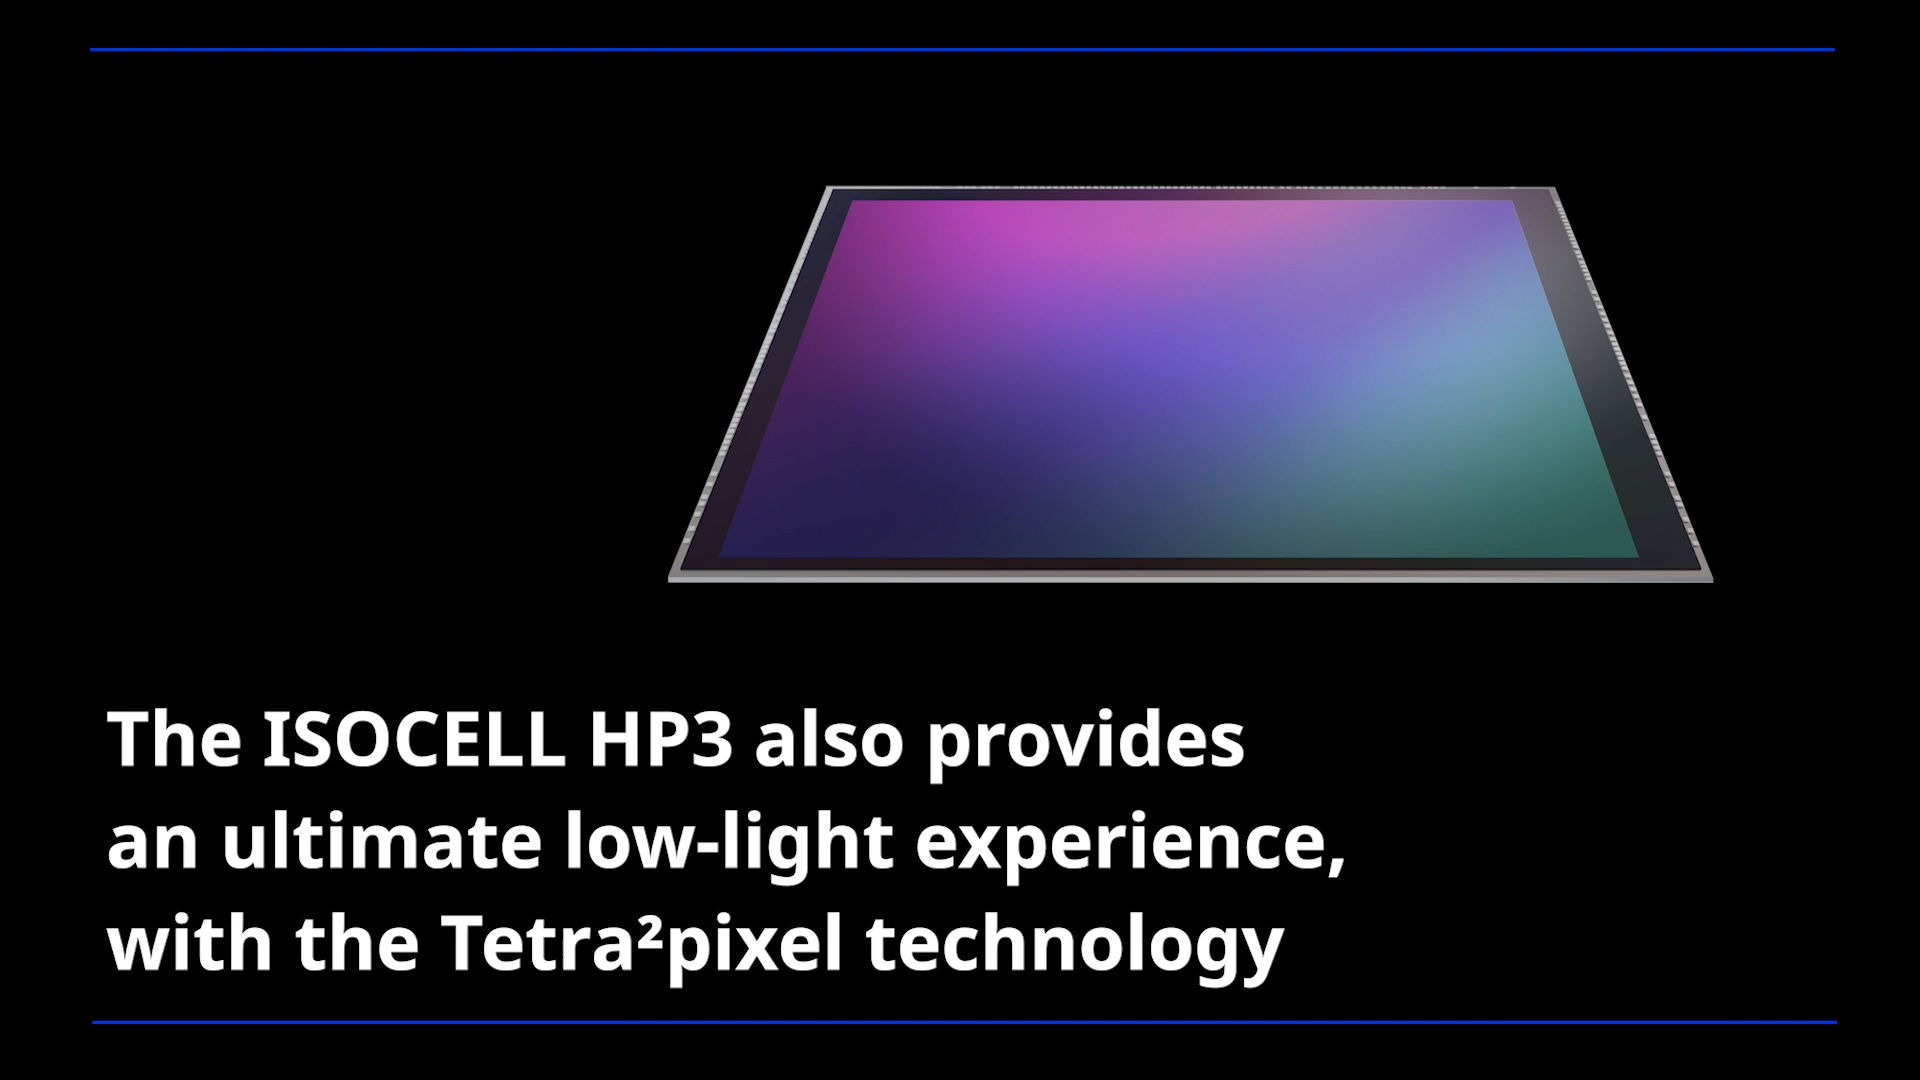 The ISOCELL HP3 also provides
an ultimate low-light experience,
with the Tetra²pixel technology